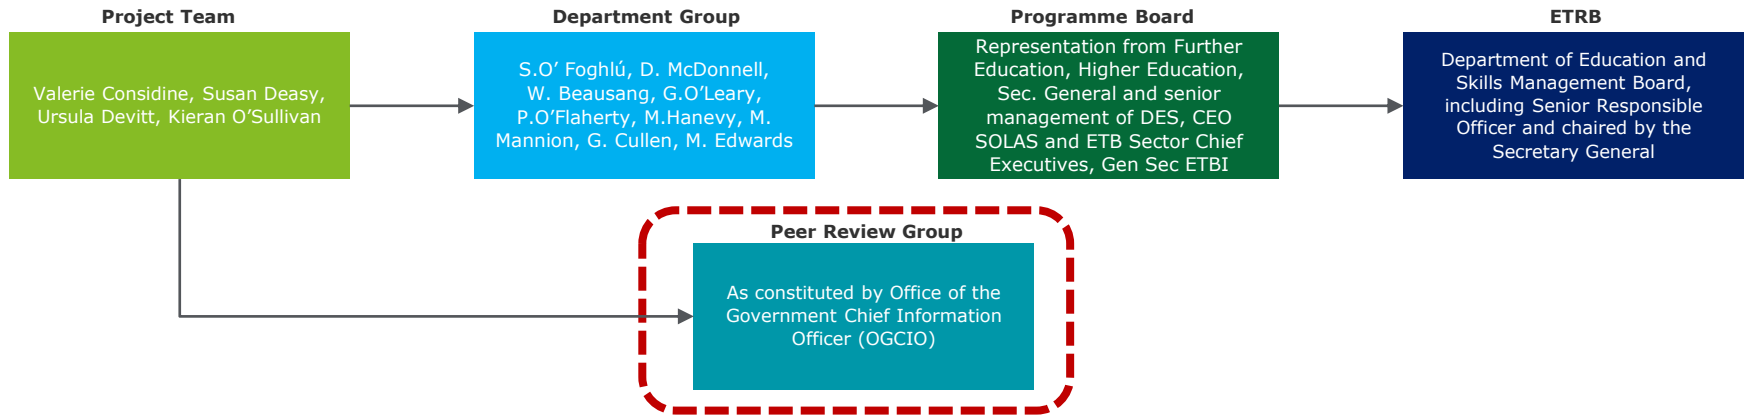 Project Team
Valerie Considine, Susan Deasy,
Ursula Devitt, Kieran O’Sullivan
Department Group
S.O’ Foghlú, D. McDonnell,
W. Beausang, G.O’Leary,
P.O’Flaherty, M.Hanevy, M.
Mannion, G. Cullen, M. Edwards
Programme Board
Representation from Further
Education, Higher Education,
Sec. General and senior
management of DES, CEO
SOLAS and ETB Sector Chief
Executives, Gen Sec ETBI
ETRB
Department of Education and
Skills Management Board,
including Senior Responsible
Officer and chaired by the
Secretary General
Peer Review Group
As constituted by Office of the
Government Chief Information
Officer (OGCIO)